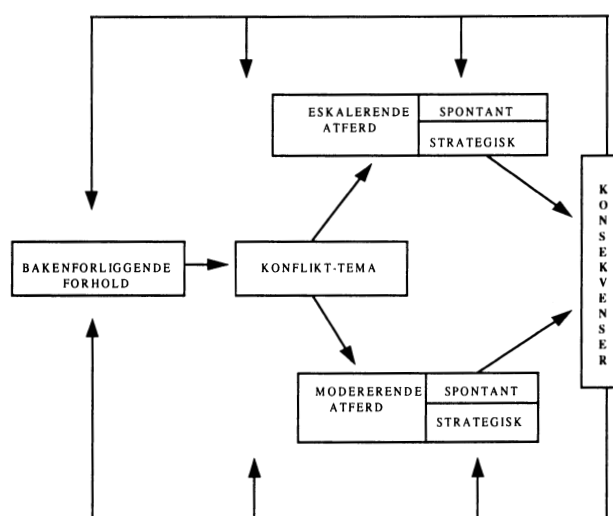 ESKALERENDE
ATFERD
SPONTANT
STRATEGISK
BAKENFORLIGGENDE
FORHOLD
KONFLIKT-TEMA
KONSEKVENSER
MODERERENDE
ATFERD
SPONTANT
STRATEGISK